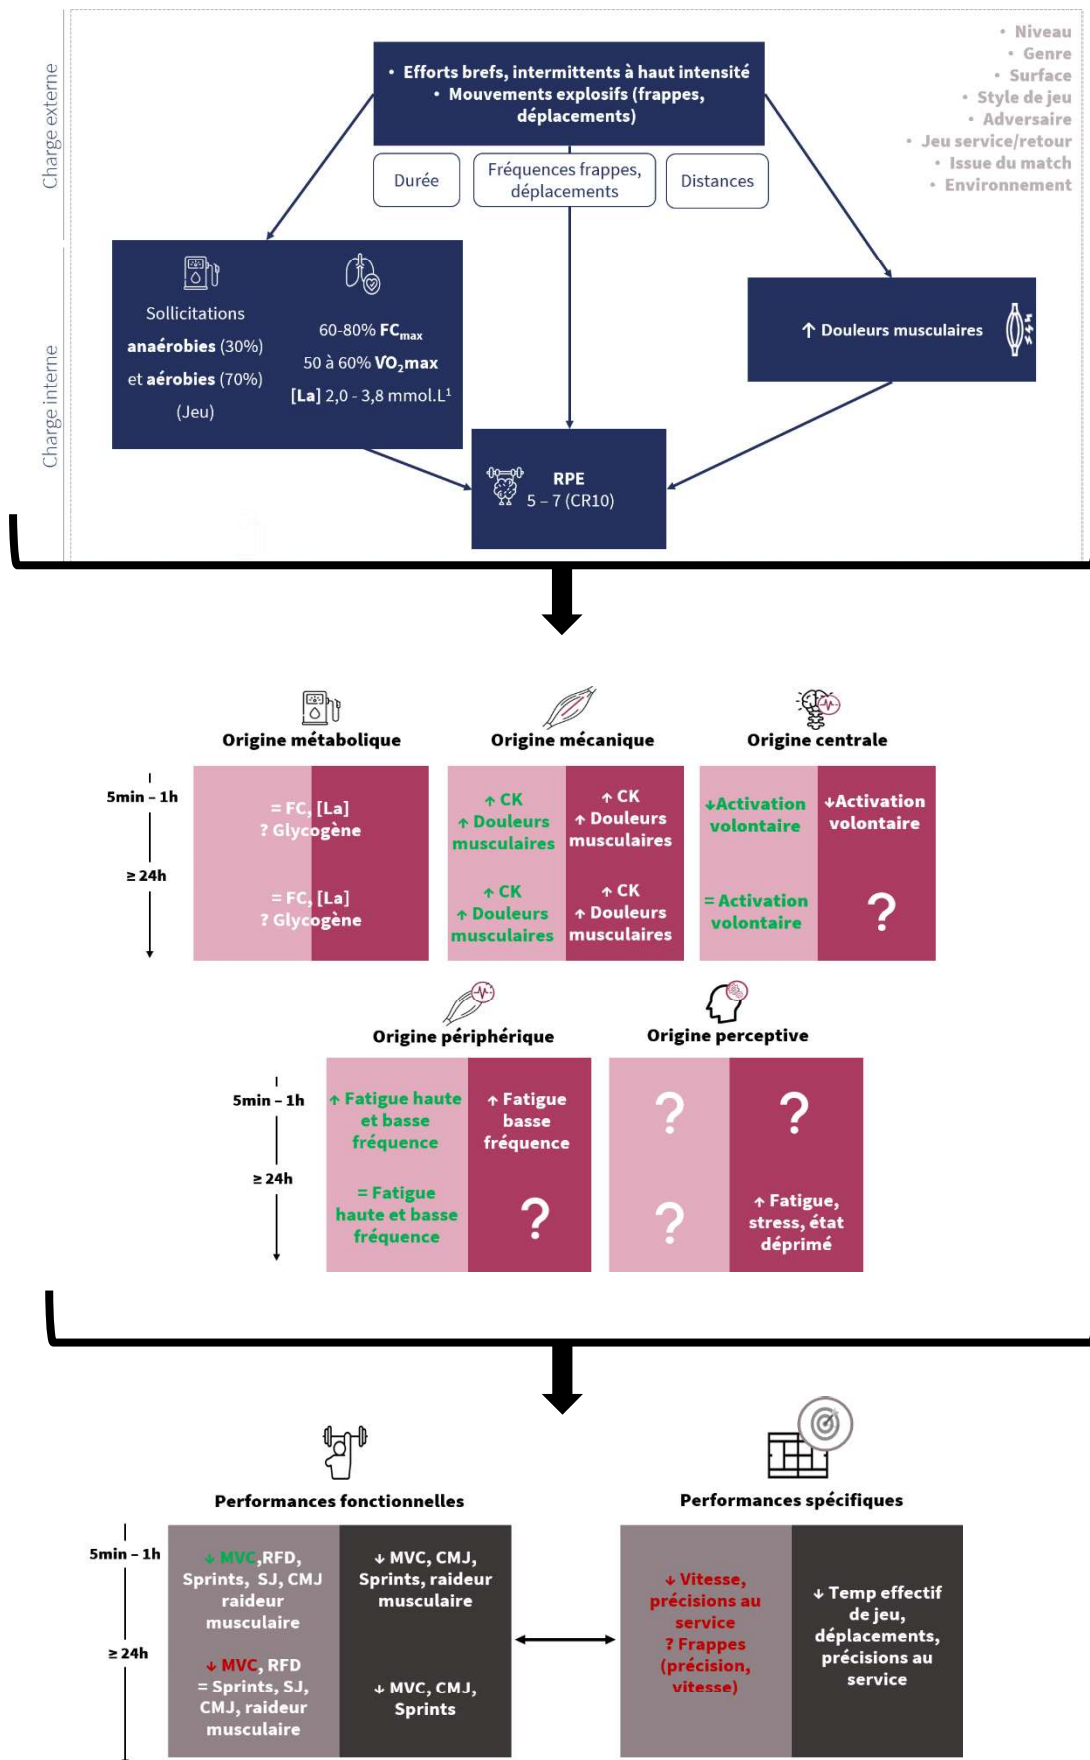 Charge externe
• Efforts brefs, intermittents à haut intensité
• Mouvements explosifs (frappes,
déplacements)
• Niveau
• Genre
• Surface
• Style de jeu
• Adversaire
• Jeu service/retour
• Issue du match
• Environnement
Durée
Fréquences frappes,
déplacements
Distances
Charge interne
Sollicitations
anaérobies (30%)
et aérobies (70%)
(Jeu)
60-80% FCmax
50 à 60% V̇O2max
[La] 2,0 - 3,8 mmol.L1
↑ Douleurs musculaires
RPE
5 – 7 (CR10)
Origine métabolique
Origine mécanique
Origine centrale
5min – 1h
≥ 24h
= FC, [La]
? Glycogène
= FC, [La]
? Glycogène
↑ CK
↑ Douleurs
musculaires
↑ CK
↑ Douleurs
musculaires
↑ CK
↑ Douleurs
musculaires
↑ CK
↑ Douleurs
musculaires
↓Activation
volontaire
↓Activation
volontaire
= Activation
volontaire
?
Origine périphérique
Origine perceptive
5min – 1h
≥ 24h
↑ Fatigue haute
et basse
fréquence
↑ Fatigue
basse
fréquence
= Fatigue
haute et basse
fréquence
?
?
?
?
↑ Fatigue,
stress, état
déprimé
Performances fonctionnelles
Performances spécifiques
5min – 1h
≥ 24h
↓ MVC,RFD,
Sprints, SJ, CMJ
raideur
musculaire
↓ MVC, CMJ,
Sprints, raideur
musculaire
↓ MVC, RFD
= Sprints, SJ,
CMJ, raideur
musculaire
↓ MVC, CMJ,
Sprints
↓ Vitesse,
précisions au
service
? Frappes
(précision,
vitesse)
↓ Temp effectif
de jeu,
déplacements,
précisions au
service